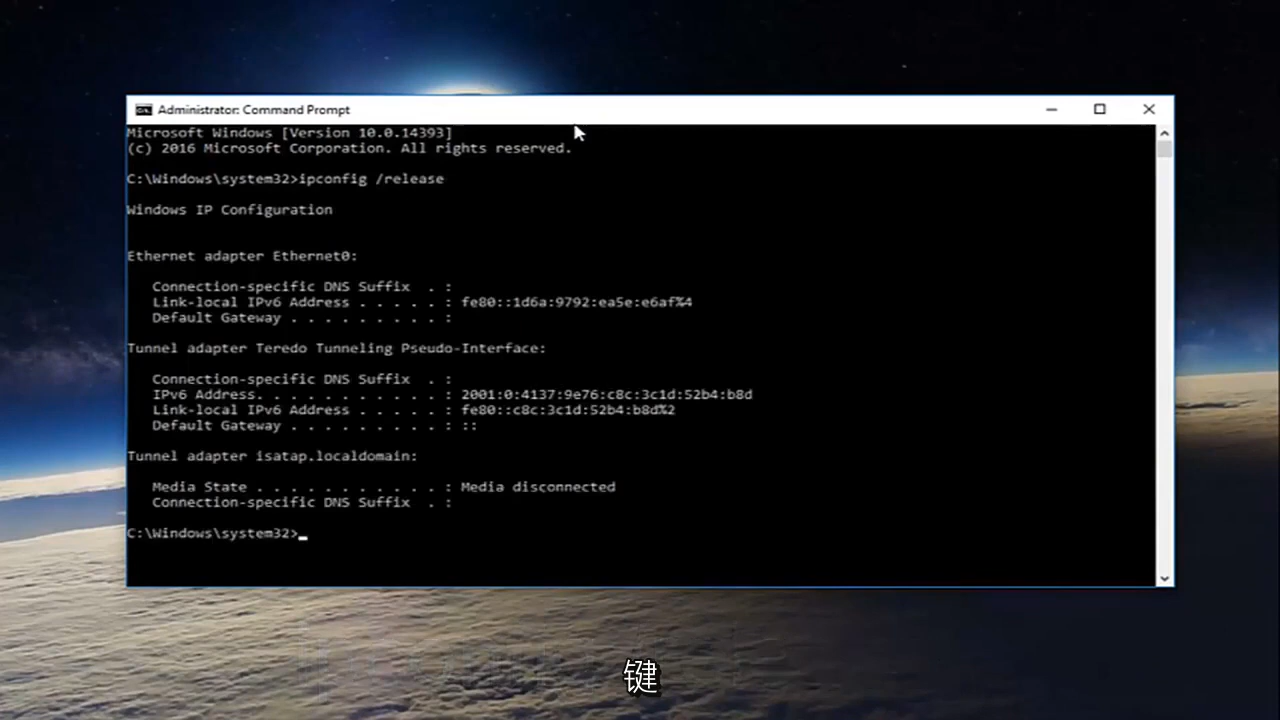 Administrator: Command Prompt
Microsoft Windows [Version 10.0.14393]
(c) 2016 Microsoft Corporation. All rights reserved.
C:\Windows\system32>ipconfig /release
Windows IP Configuration
Ethernet adapter Ethernet0:
Connection-specific DNS Suffix . :
Link-local IPv6 Address . . . . . : fe80::1d6a:9792:ea5e:e6af%4
Default Gateway . . . . . . . . . :
Tunnel adapter Teredo Tunneling Pseudo-Interface:
Connection-specific DNS Suffix . :
IPv6 Address. . . . . . . . . . . : 2001:0:4137:9e76:c8c:3c1d:52b4:b8d
Link-local IPv6 Address . . . . . : fe80::c8c:3c1d:52b4:b8d%2
Default Gateway . . . . . . . . . : ::
Tunnel adapter isatap.localdomain:
Media State . . . . . . . . . . . : Media disconnected
Connection-specific DNS Suffix . :
C:\Windows\system32>
键